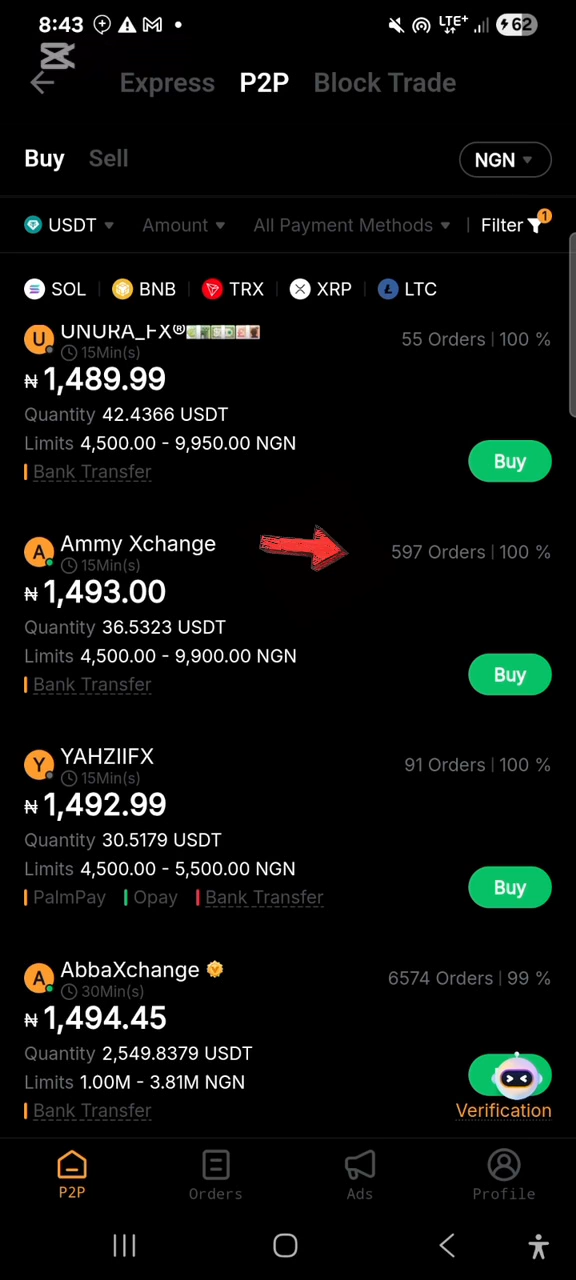 8:43
LTE+
62
Express P2P Block Trade
Buy Sell
NGN
USDT Amount All Payment Methods | Filter 1
SOL | BNB | TRX | XRP | LTC
U UNURA_FX® 55 Orders | 100 %
15Min(s)
₦ 1,489.99
Quantity 42.4366 USDT
Limits 4,500.00 - 9,950.00 NGN
Bank Transfer
Buy
A Ammy Xchange 597 Orders | 100 %
15Min(s)
₦ 1,493.00
Quantity 36.5323 USDT
Limits 4,500.00 - 9,900.00 NGN
Bank Transfer
Buy
Y YAHZIIFX 91 Orders | 100 %
15Min(s)
₦ 1,492.99
Quantity 30.5179 USDT
Limits 4,500.00 - 5,500.00 NGN
PalmPay Opay Bank Transfer
Buy
A AbbaXchange 6574 Orders | 99 %
30Min(s)
₦ 1,494.45
Quantity 2,549.8379 USDT
Limits 1.00M - 3.81M NGN
Bank Transfer
Verification
P2P Orders Ads Profile